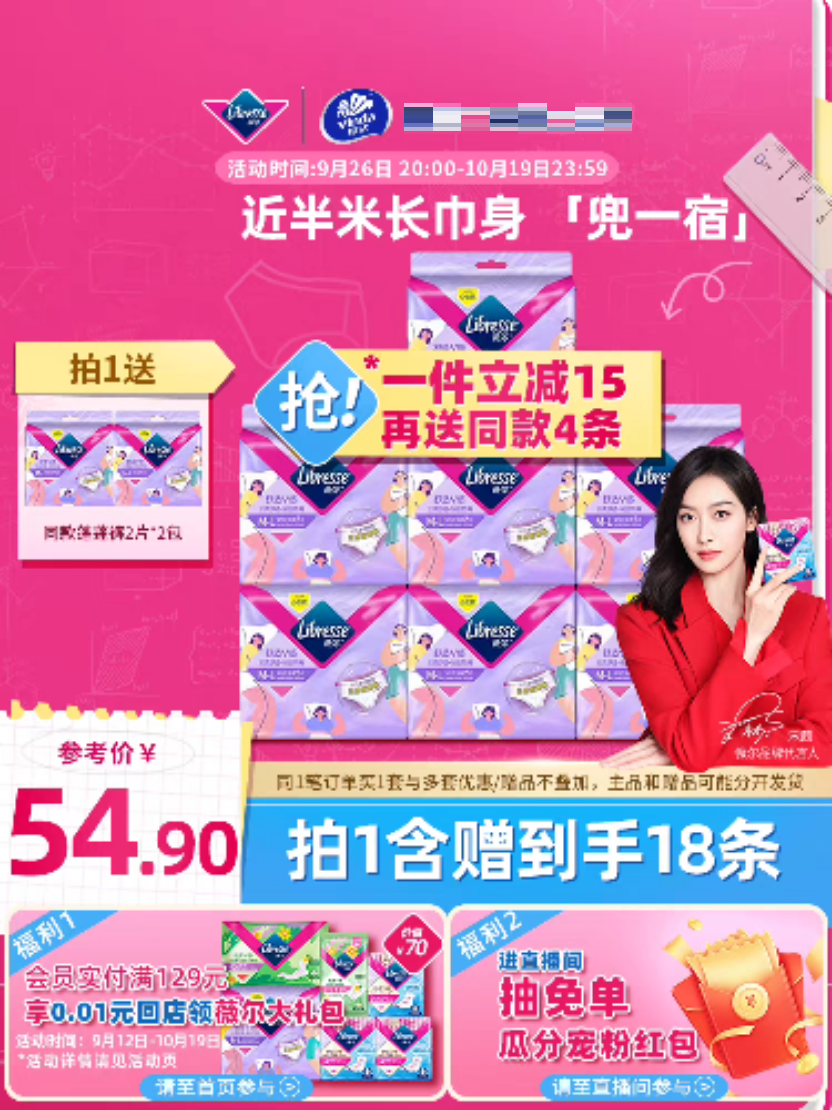 Libresse
Vinda
活动时间:9月26日 20:00-10月19日23:59
近半米长巾身 「兜一宿」
拍1送
抢!
*一件立减15
再送同款4条
Libresse
Libresse
Libresse
Libresse
Libresse
M-L
M-L
M-L
M-L
同款蓬蓬裤2片*2包
参考价¥
54.90
薇尔品牌代言人
同1笔订单买1套与多套优惠/赠品不叠加，主品和赠品可能分开发货
拍1含赠到手18条
福利1
会员实付满129元
享0.01元回店领薇尔大礼包
活动时间：9月12日-10月19日
*活动详情请见活动页
请至首页参与
价值
¥70
福利2
进直播间
抽免单
瓜分宠粉红包
请至直播间参与